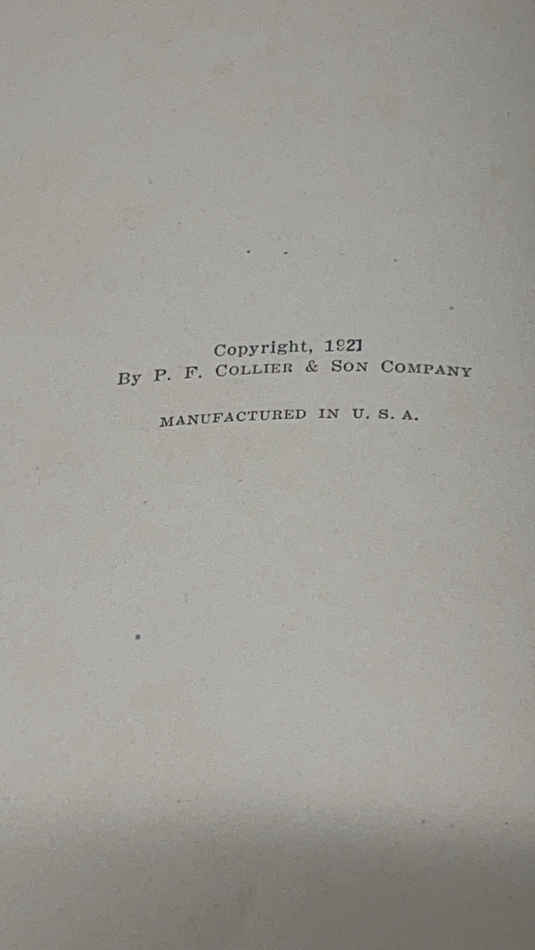 Copyright, 1921
By P. F. COLLIER & SON COMPANY
MANUFACTURED IN U. S. A.